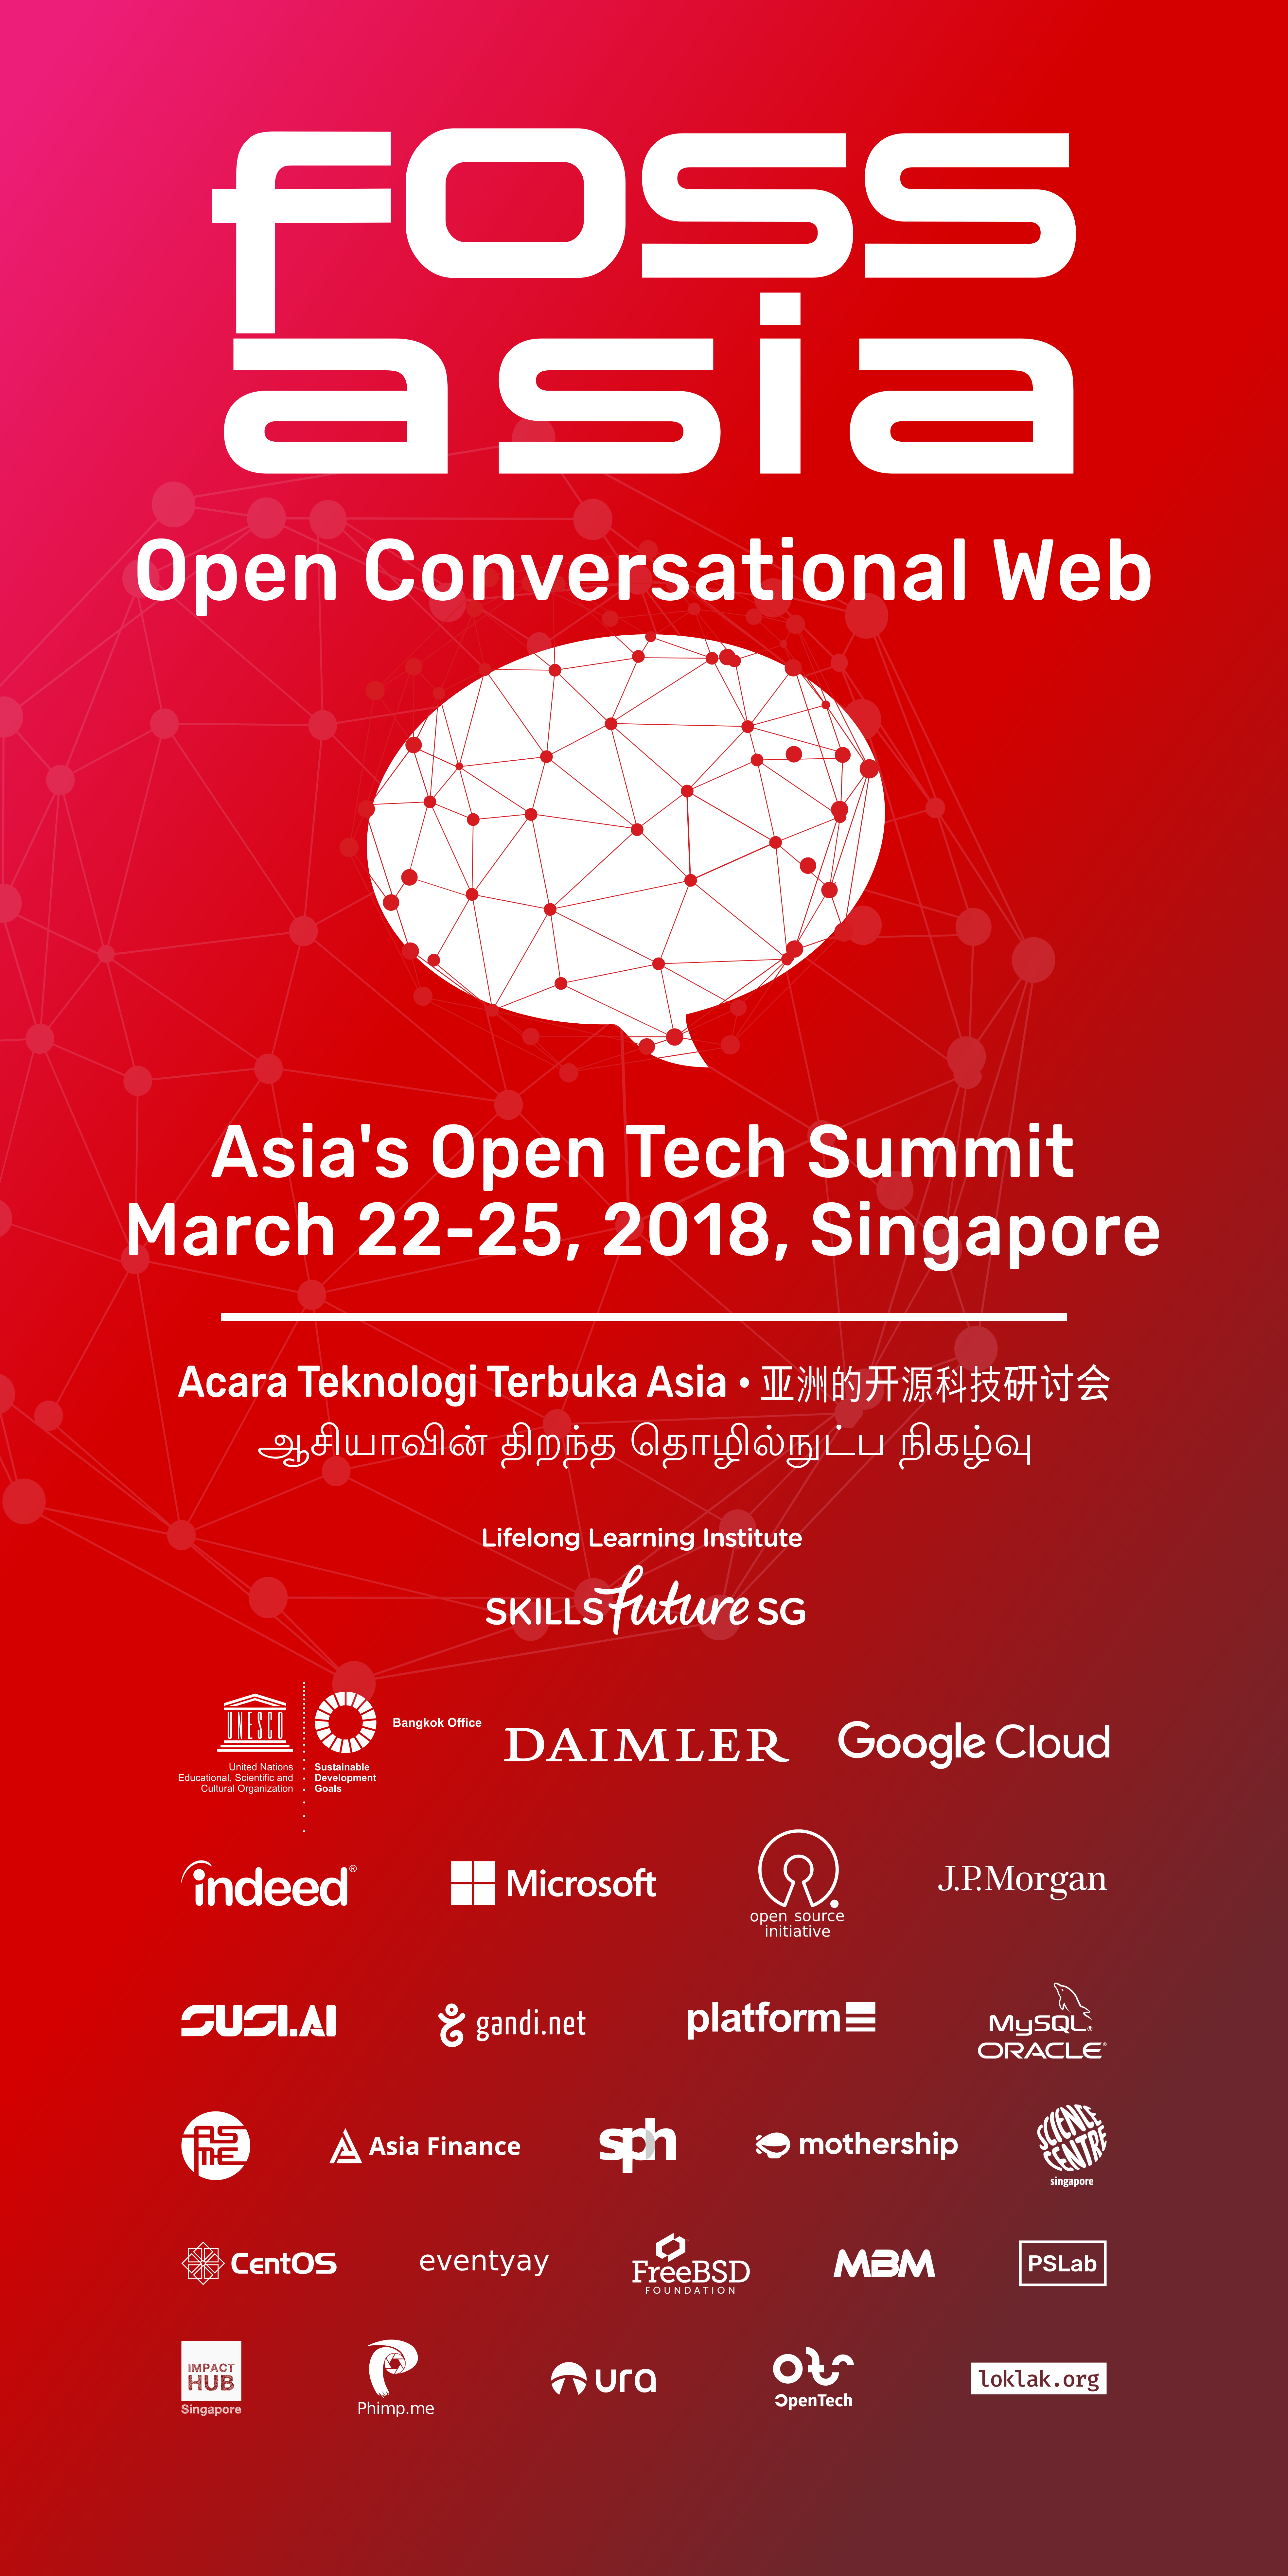 foss
asia
Open Conversational Web
Asia's Open Tech Summit
March 22-25, 2018, Singapore
Acara Teknologi Terbuka Asia • 亚洲的开源科技研讨会
ஆசியாவின் திறந்த தொழில்நுட்ப நிகழ்வு
Lifelong Learning Institute
SKILLSfuture SG
UNESCO
United Nations
Educational, Scientific and
Cultural Organization
Sustainable
Development
Goals
Bangkok Office
DAIMLER
Google Cloud
indeed®
Microsoft
open source
initiative
J.P.Morgan
SUSI.AI
gandi.net
platform
MySQL®
ORACLE®
AS
ME
Asia Finance
sph
mothership
SCIENCE
CENTRE
singapore
CentOS
eventyay
FreeBSD
FOUNDATION
MBM
PSLab
IMPACT
HUB
Singapore
Phimp.me
ura
otr
OpenTech
loklak.org